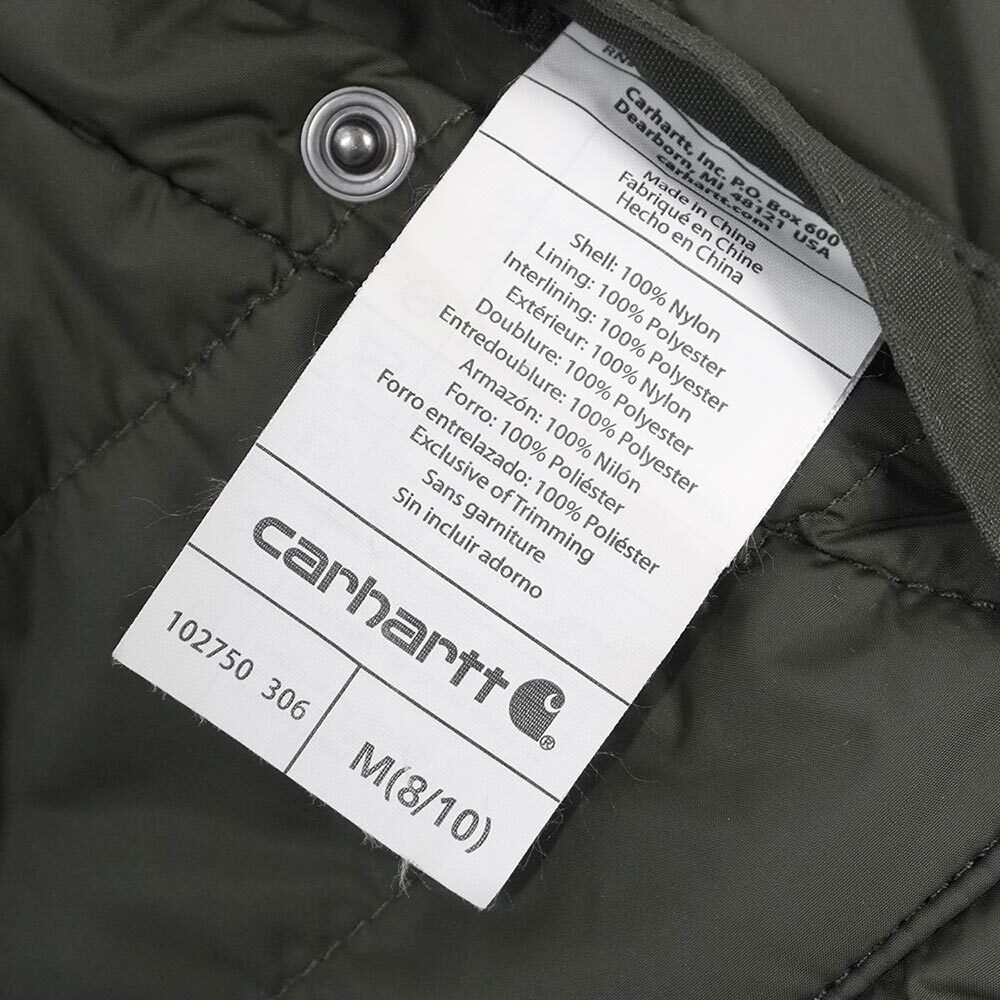 RN
Carhartt, Inc. P.O. Box 600
Dearborn, MI 48121 USA
carhartt.com
Made in China
Fabriqué en Chine
Hecho en China
Shell: 100% Nylon
Lining: 100% Polyester
Interlining: 100% Polyester
Extérieur: 100% Nylon
Doublure: 100% Polyester
Entredoublure: 100% Polyester
Armazón: 100% Nilón
Forro: 100% Poliéster
Forro entrelazado: 100% Poliéster
Exclusive of Trimming
Sans garniture
Sin incluir adorno
carhartt ®
102750 306
M(8/10)